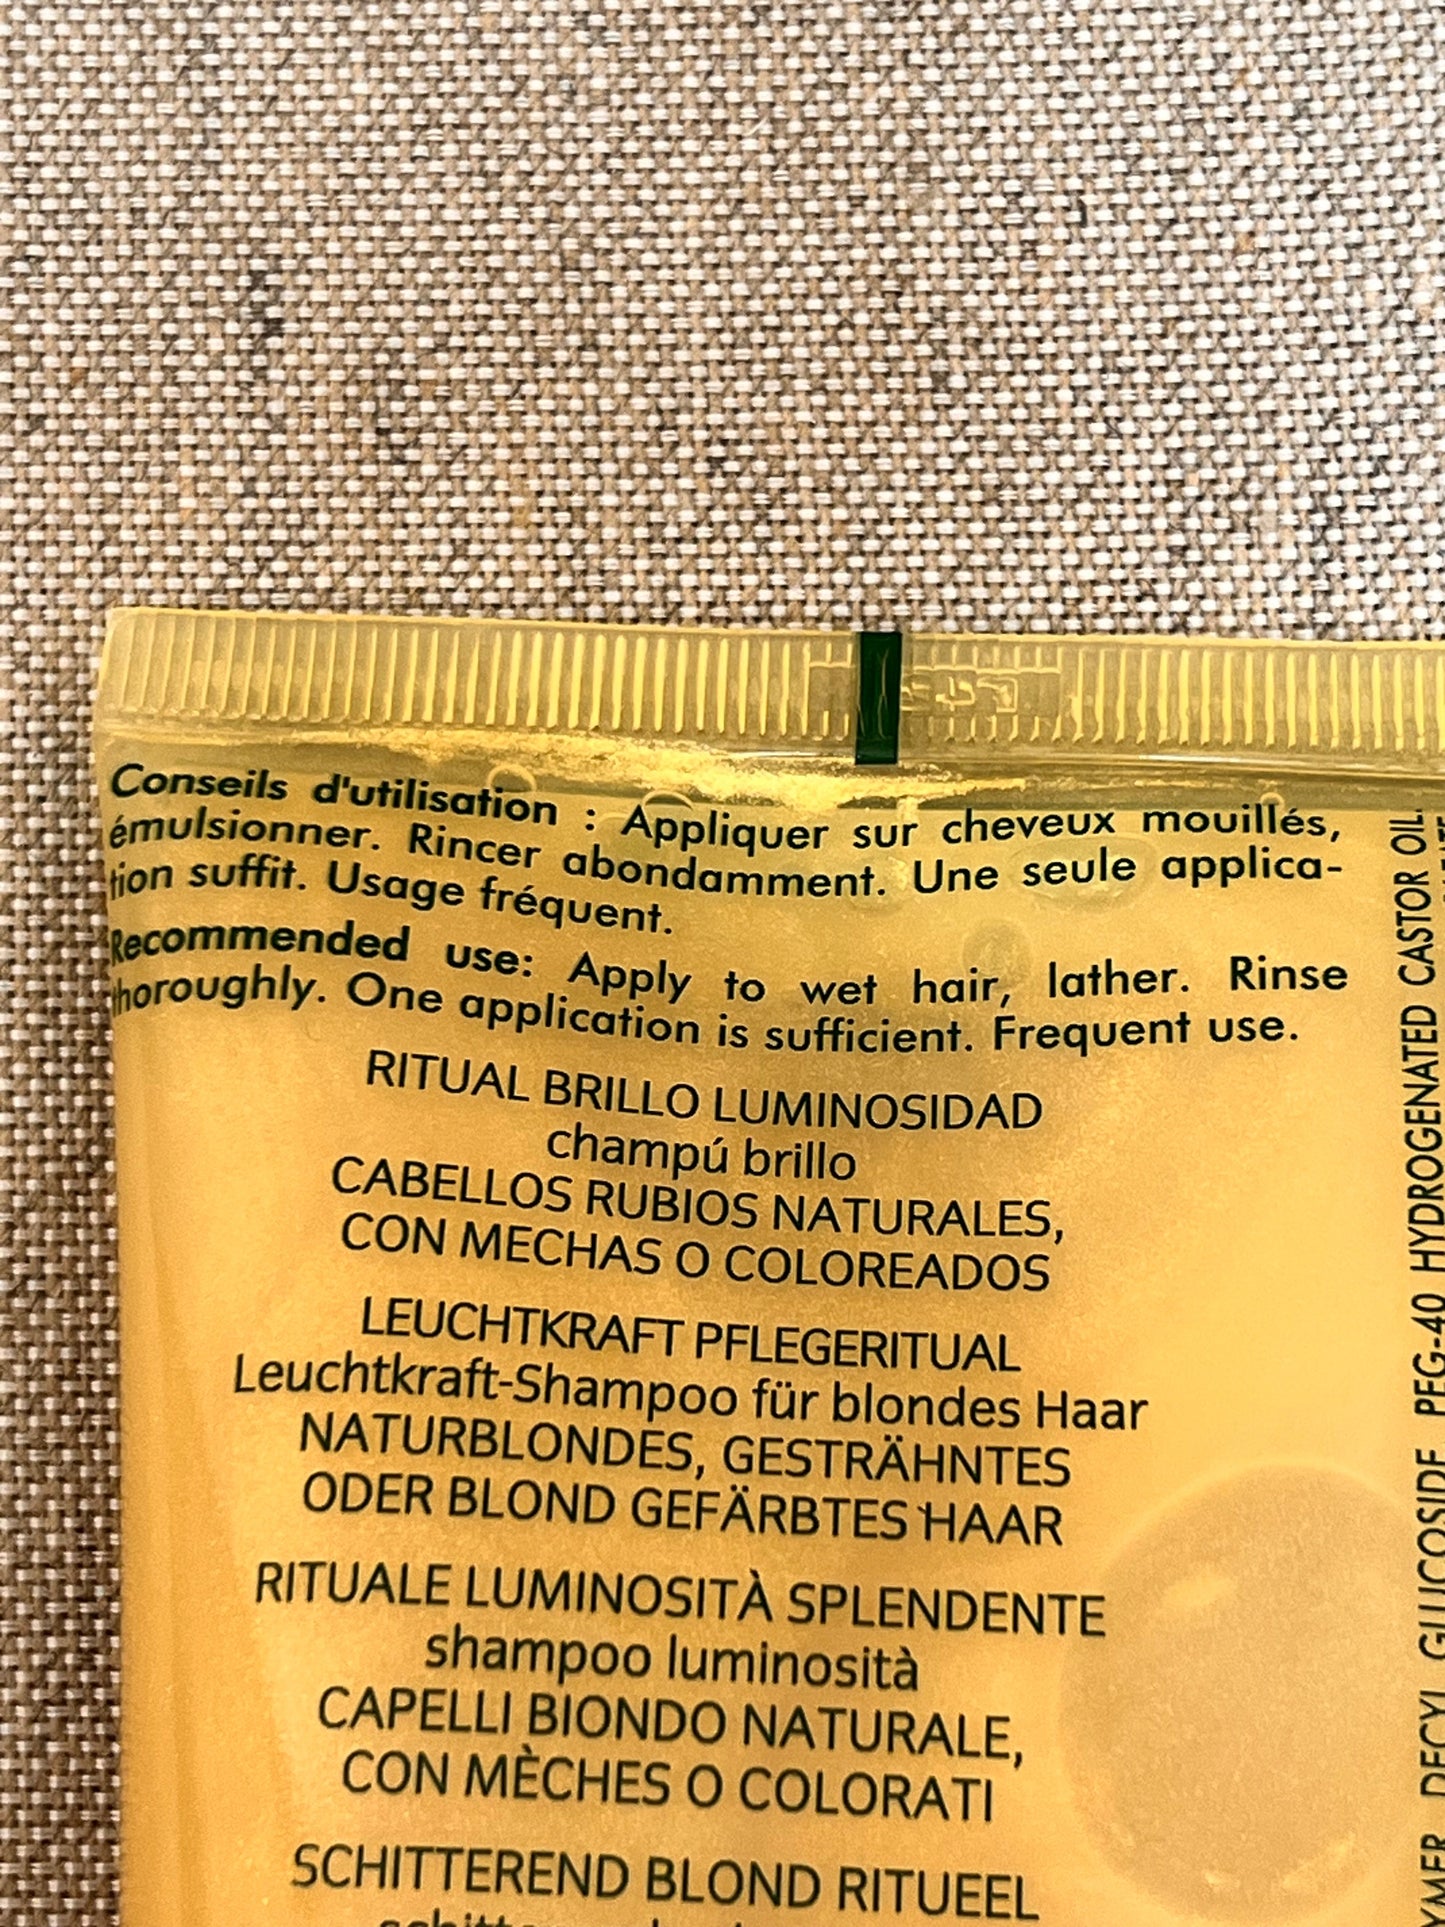 Conseils d'utilisation : Appliquer sur cheveux mouillés,
émulsionner. Rincer abondamment. Une seule applica-
tion suffit. Usage fréquent.
Recommended use: Apply to wet hair, lather. Rinse
thoroughly. One application is sufficient. Frequent use.
RITUAL BRILLO LUMINOSIDAD
champú brillo
CABELLOS RUBIOS NATURALES,
CON MECHAS O COLOREADOS
LEUCHTKRAFT PFLEGERITUAL
Leuchtkraft-Shampoo für blondes Haar
NATURBLONDES, GESTRÄHNTES
ODER BLOND GEFÄRBTES HAAR
RITUALE LUMINOSITÀ SPLENDENTE
shampoo luminosità
CAPELLI BIONDO NATURALE,
CON MÈCHES O COLORATI
SCHITTEREND BLOND RITUEEL
DECYL GLUCOSIDE PEG-40 HYDROGENATED CASTOR OIL.